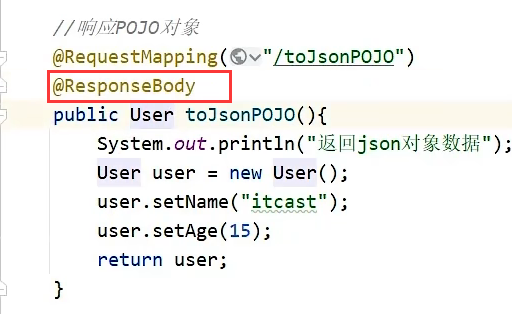 //响应POJO对象
@RequestMapping("/toJsonPOJO")
@ResponseBody
public User toJsonPOJO(){
    System.out.println("返回json对象数据");
    User user = new User();
    user.setName("itcast");
    user.setAge(15);
    return user;
}